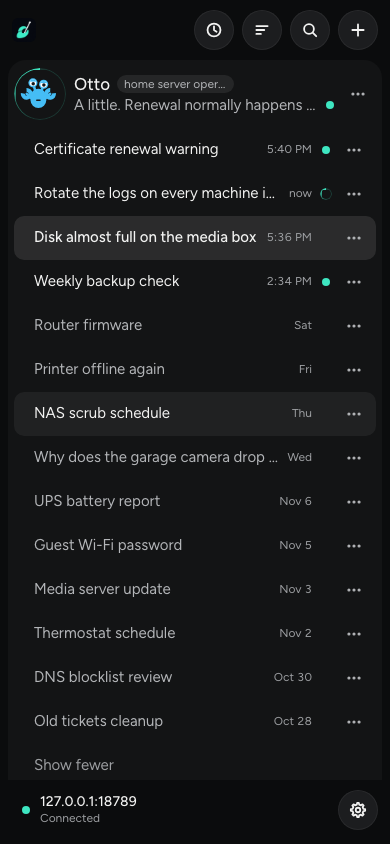 Otto home server oper...
A little. Renewal normally happens ...
Certificate renewal warning 5:40 PM
Rotate the logs on every machine i... now
Disk almost full on the media box 5:36 PM
Weekly backup check 2:34 PM
Router firmware Sat
Printer offline again Fri
NAS scrub schedule Thu
Why does the garage camera drop ... Wed
UPS battery report Nov 6
Guest Wi-Fi password Nov 5
Media server update Nov 3
Thermostat schedule Nov 2
DNS blocklist review Oct 30
Old tickets cleanup Oct 28
Show fewer
127.0.0.1:18789
Connected